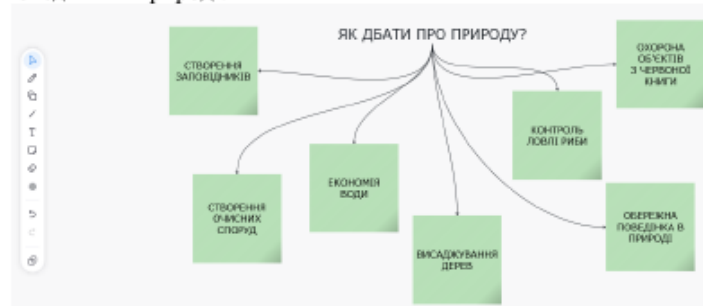 ЯК ДБАТИ ПРО ПРИРОДУ?
СТВОРЕННЯ
ЗАПОВІДНИКІВ
ОХОРОНА
ОБ'ЄКТІВ
З ЧЕРВОНОЇ
КНИГИ
КОНТРОЛЬ
ЛОВЛІ РИБИ
ЕКОНОМІЯ
ВОДИ
СТВОРЕННЯ
ОЧИСНИХ
СПОРУД
ОБЕРЕЖНА
ПОВЕДІНКА В
ПРИРОДІ
ВИСАДЖУВАННЯ
ДЕРЕВ